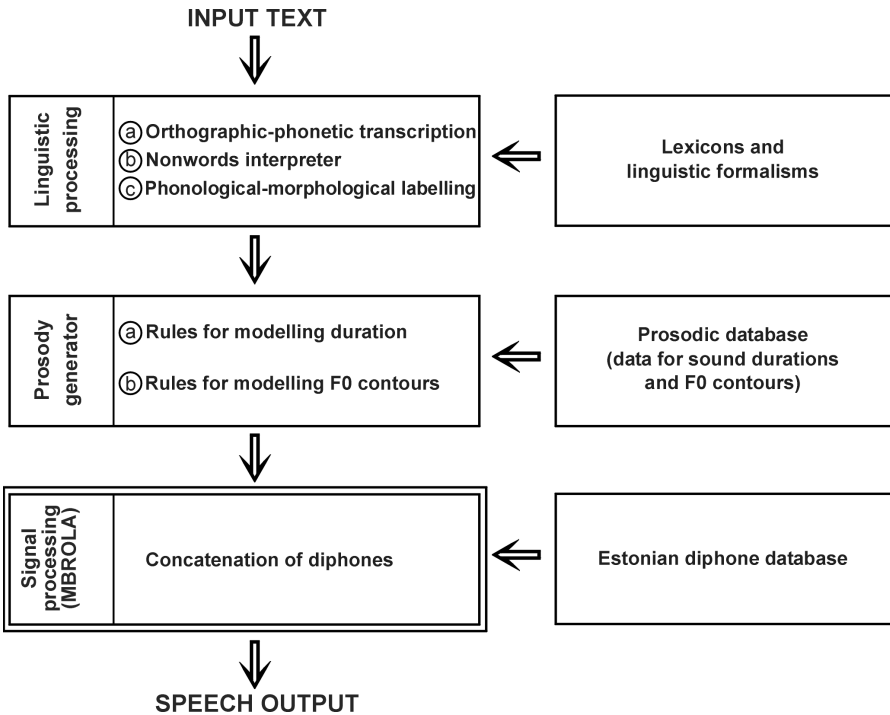 INPUT TEXT
Linguistic
processing
ⓐ Orthographic-phonetic transcription
ⓑ Nonwords interpreter
ⓒ Phonological-morphological labelling
Lexicons and
linguistic formalisms
Prosody
generator
ⓐ Rules for modelling duration
ⓑ Rules for modelling F0 contours
Prosodic database
(data for sound durations
and F0 contours)
Signal
processing
(MBROLA)
Concatenation of diphones
Estonian diphone database
SPEECH OUTPUT